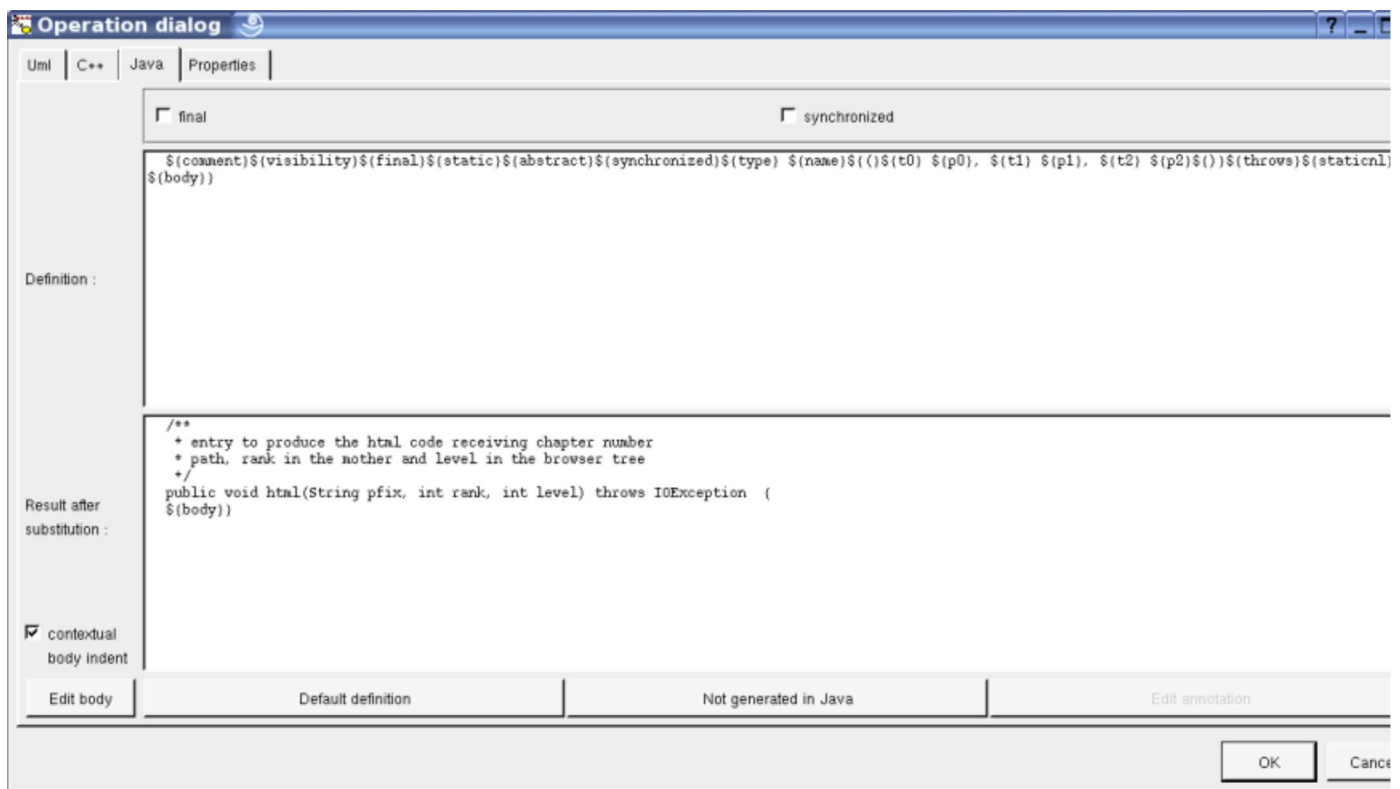 Operation dialog
?
Uml C++ Java Properties
final synchronized
Definition :
${comment}${visibility}${final}${static}${abstract}${synchronized}${type} ${name}${(}${t0} ${p0}, ${t1} ${p1}, ${t2} ${p2}${)}${throws}${staticnl}
${body}}
Result after
substitution :
/**
* entry to produce the html code receiving chapter number
* path, rank in the mother and level in the browser tree
*/
public void html(String pfix, int rank, int level) throws IOException {
${body}}
contextual
body indent
Edit body Default definition Not generated in Java Edit annotation
OK Cance